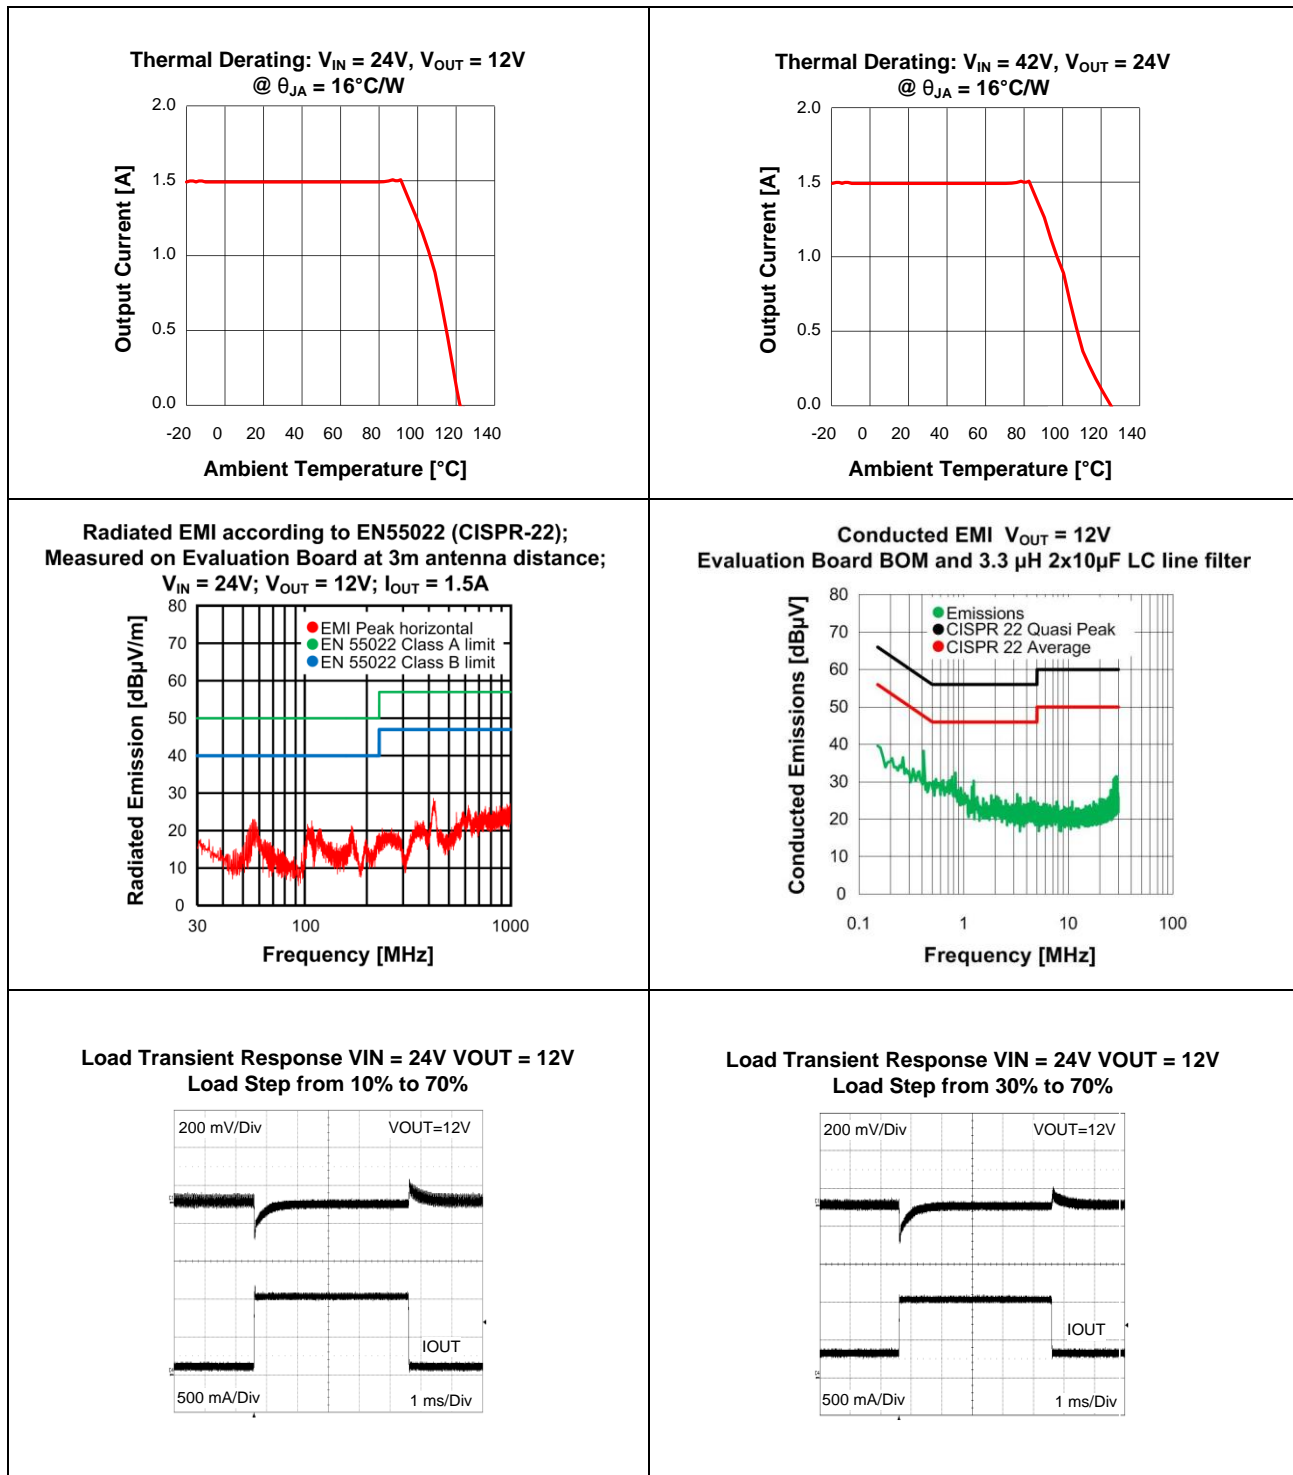 Thermal Derating: VIN = 24V, VOUT = 12V
@ θJA = 16°C/W
2.0
1.5
1.0
0.5
0.0
Output Current [A]
-20 0 20 40 60 80 100 120 140
Ambient Temperature [°C]
Thermal Derating: VIN = 42V, VOUT = 24V
@ θJA = 16°C/W
2.0
1.5
1.0
0.5
0.0
Output Current [A]
-20 0 20 40 60 80 100 120 140
Ambient Temperature [°C]
Radiated EMI according to EN55022 (CISPR-22);
Measured on Evaluation Board at 3m antenna distance;
VIN = 24V; VOUT = 12V; IOUT = 1.5A
80
70
60
50
40
30
20
10
0
Radiated Emission [dBµV/m]
EMI Peak horizontal
EN 55022 Class A limit
EN 55022 Class B limit
30 100 1000
Frequency [MHz]
Conducted EMI VOUT = 12V
Evaluation Board BOM and 3.3 µH 2x10µF LC line filter
80
70
60
50
40
30
20
10
0
Conducted Emissions [dBµV]
Emissions
CISPR 22 Quasi Peak
CISPR 22 Average
0.1 1 10 100
Frequency [MHz]
Load Transient Response VIN = 24V VOUT = 12V
Load Step from 10% to 70%
200 mV/Div VOUT=12V
IOUT
500 mA/Div 1 ms/Div
Load Transient Response VIN = 24V VOUT = 12V
Load Step from 30% to 70%
200 mV/Div VOUT=12V
IOUT
500 mA/Div 1 ms/Div